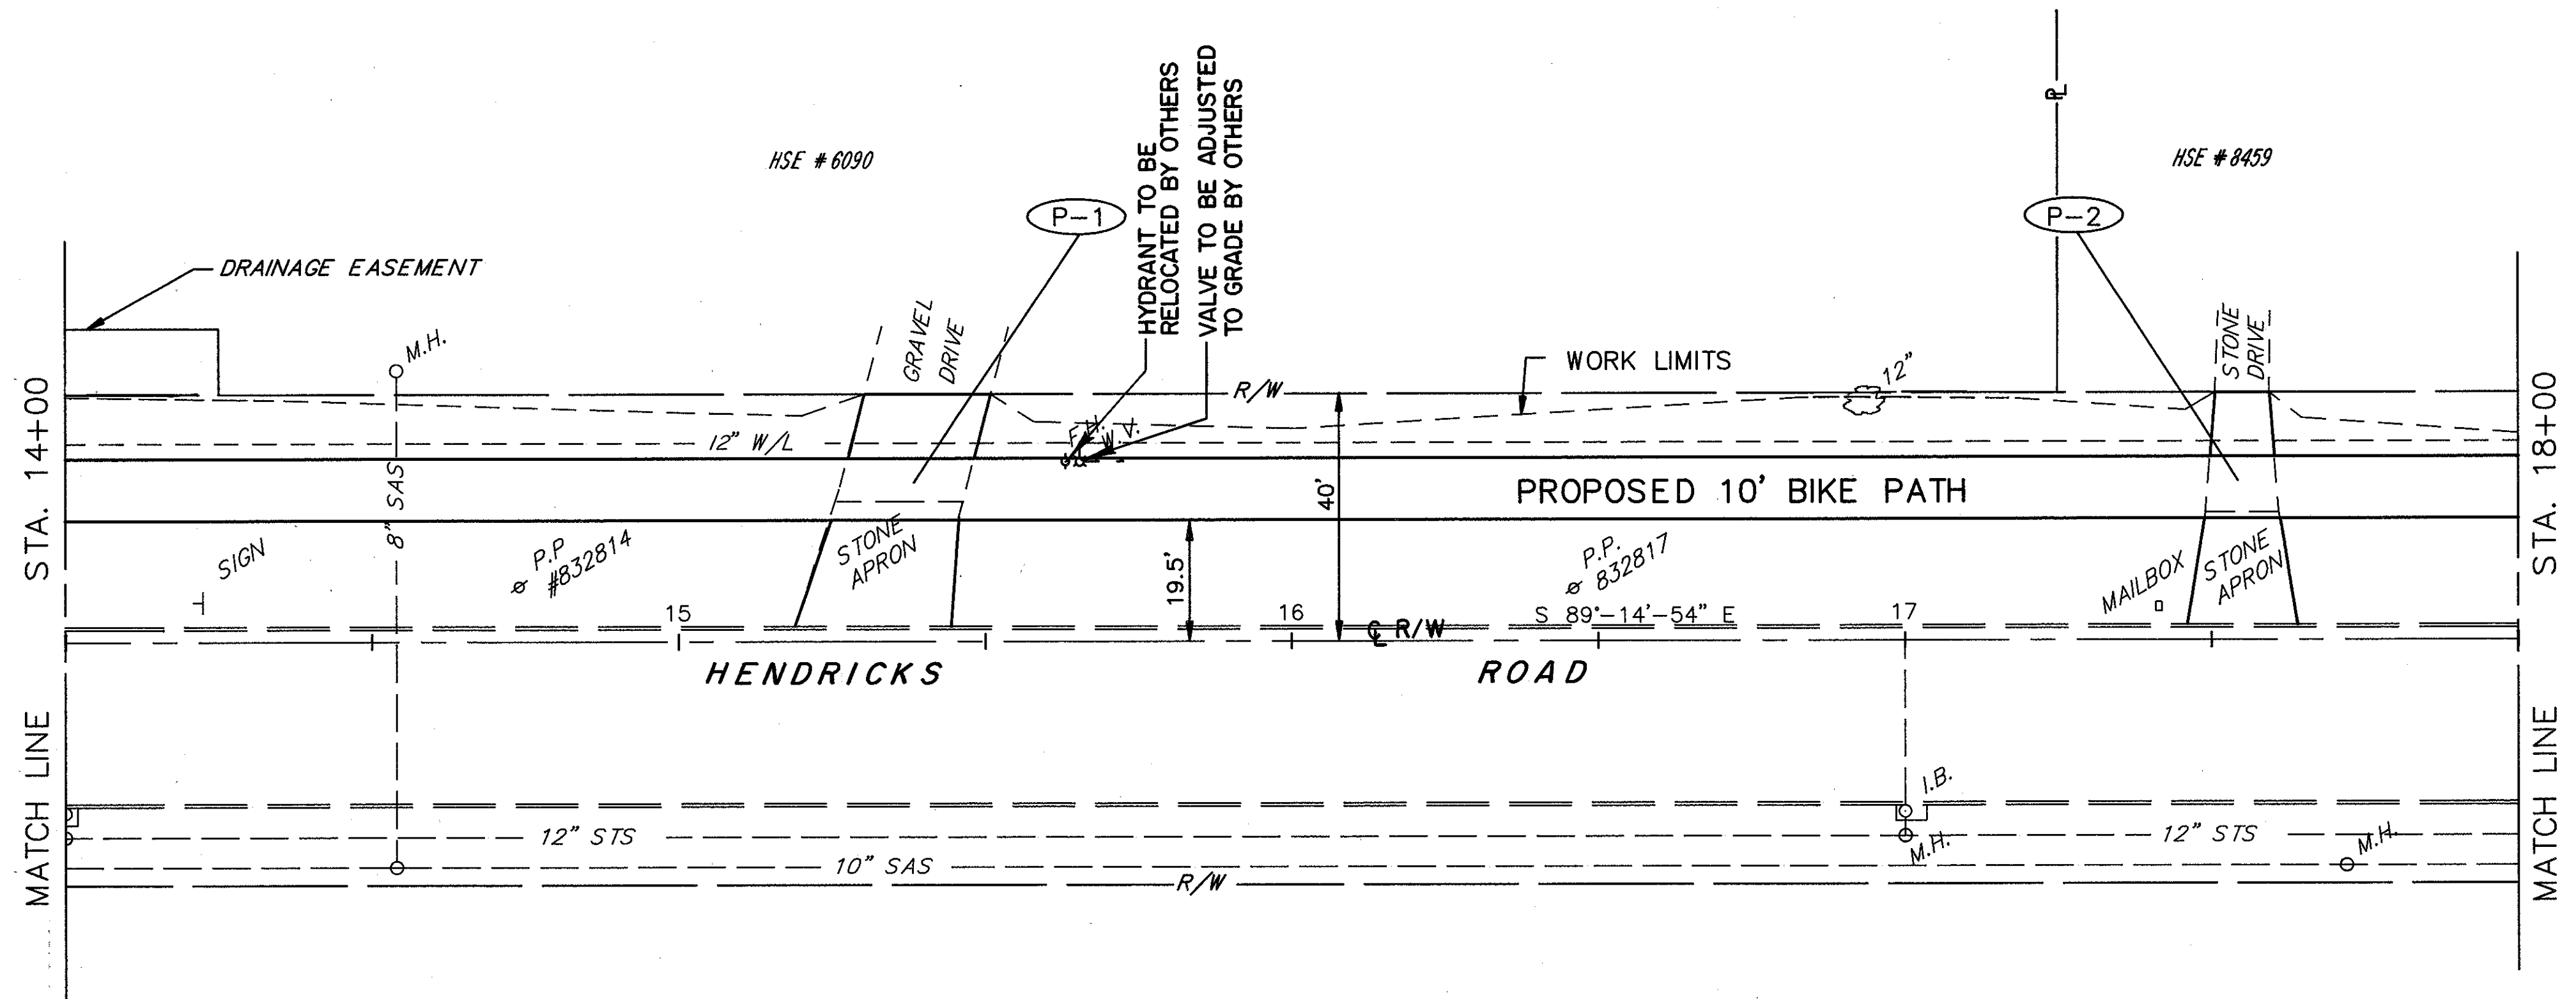 HYDRANT TO BE
RELOCATED BY OTHERS
VALVE TO BE ADJUSTED
TO GRADE BY OTHERS
PL
HSE # 6090
HSE # 8459
P-1
P-2
DRAINAGE EASEMENT
M.H.
GRAVEL
DRIVE
STONE
DRIVE
WORK LIMITS
12"
R/W
STA. 14+00
STA. 18+00
12" W/L
F.H.
W.V.
8" SAS
40'
PROPOSED 10' BIKE PATH
SIGN
P.P
#832814
STONE
APRON
19.5'
P.P.
832817
MAILBOX
STONE
APRON
15
16
S 89°-14'-54" E
17
CL R/W
HENDRICKS ROAD
MATCH LINE
MATCH LINE
I.B.
12" STS
M.H.
12" STS
M.H.
10" SAS
R/W